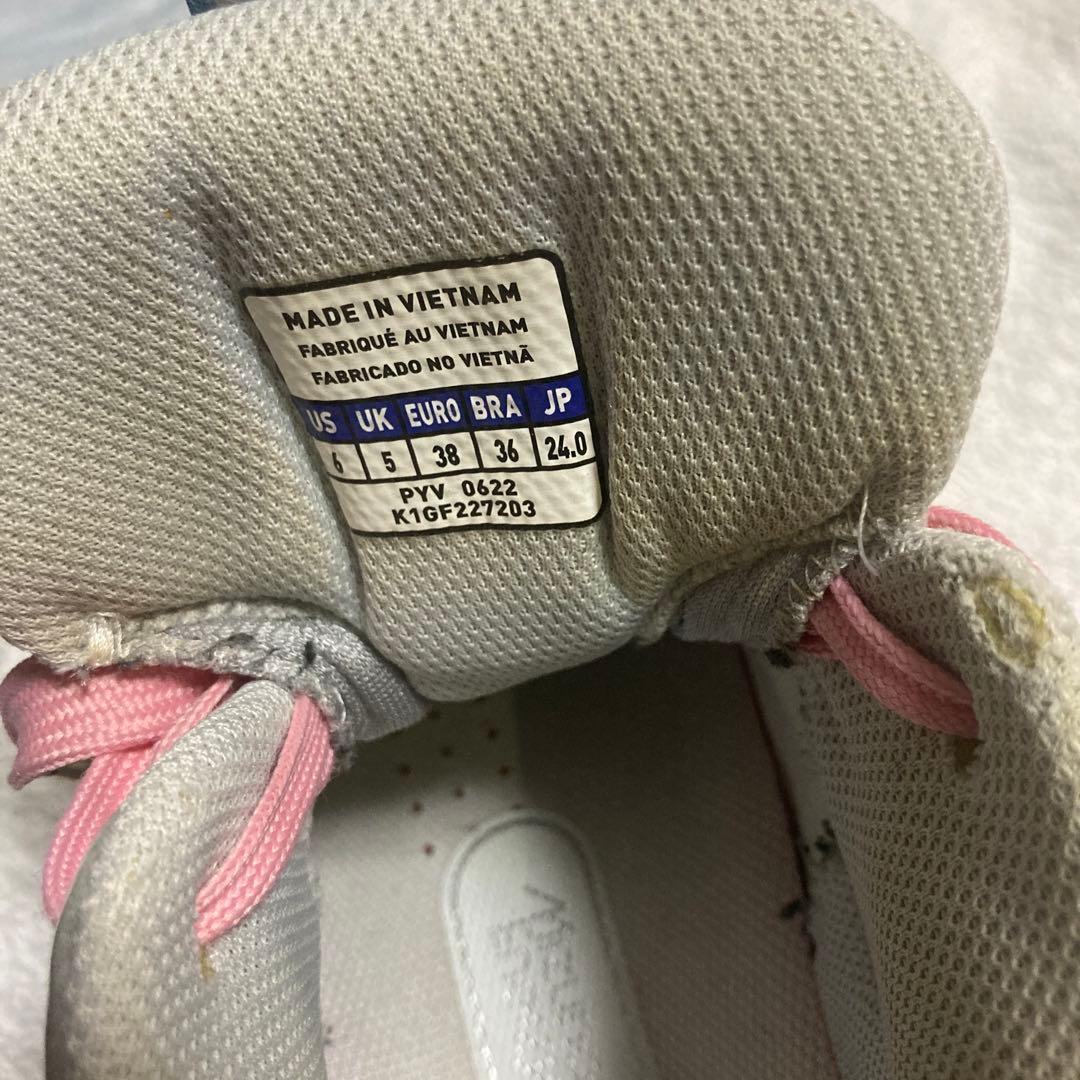 MADE IN VIETNAM
FABRIQUÉ AU VIETNAM
FABRICADO NO VIETNÃ
US UK EURO BRA JP
6 5 38 36 24.0
PYV 0622
K1GF227203